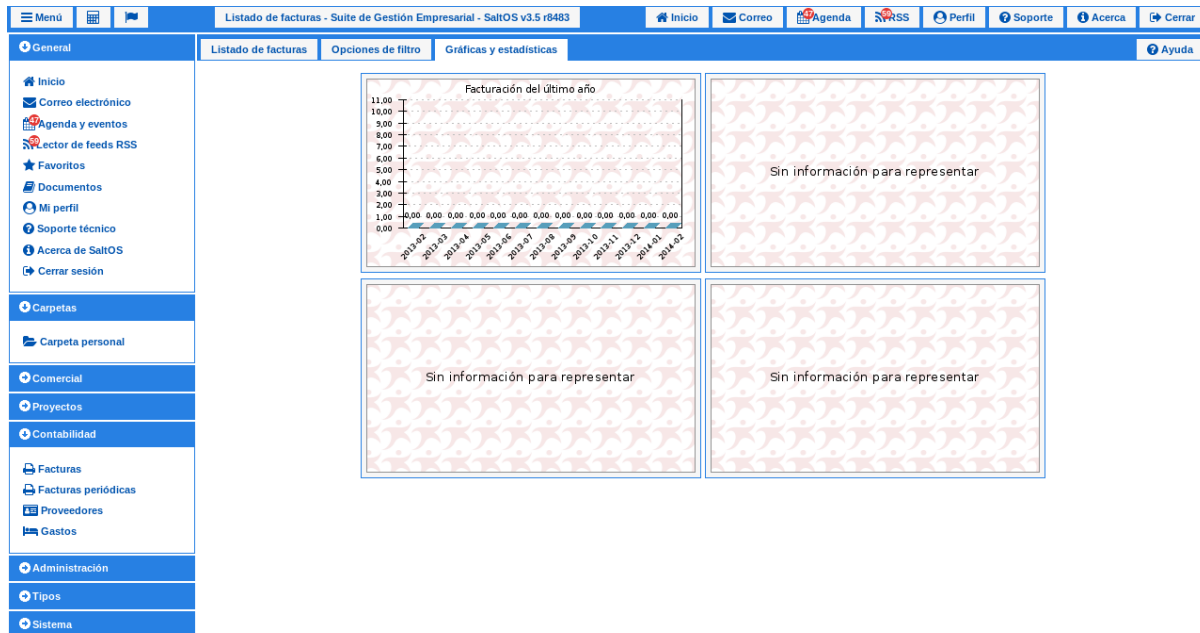 Menú
Listado de facturas - Suite de Gestión Empresarial - SaltOS v3.5 r8483
Inicio
Correo
47
Agenda
59
RSS
Perfil
Soporte
Acerca
Cerrar
General
Inicio
Correo electrónico
47
Agenda y eventos
59
Lector de feeds RSS
Favoritos
Documentos
Mi perfil
Soporte técnico
Acerca de SaltOS
Cerrar sesión
Carpetas
Carpeta personal
Comercial
Proyectos
Contabilidad
Facturas
Facturas periódicas
Proveedores
Gastos
Administración
Tipos
Sistema
Listado de facturas
Opciones de filtro
Gráficas y estadísticas
Ayuda
Facturación del último año
11,00
10,00
9,00
8,00
7,00
6,00
5,00
4,00
3,00
2,00
1,00
0,00
0,00 0,00 0,00 0,00 0,00 0,00 0,00 0,00 0,00 0,00 0,00 0,00 0,00
2013-02 2013-03 2013-04 2013-05 2013-06 2013-07 2013-08 2013-09 2013-10 2013-11 2013-12 2014-01 2014-02
Sin información para representar
Sin información para representar
Sin información para representar